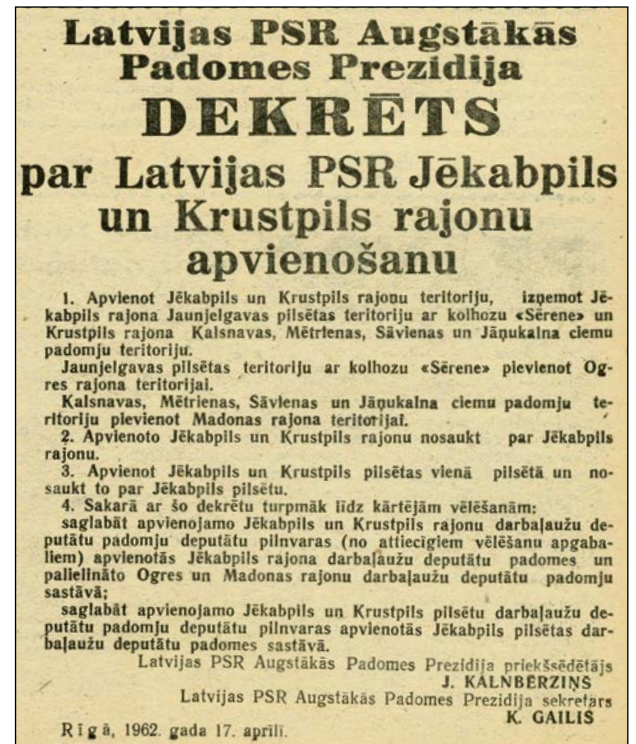 Latvijas PSR Augstākās
Padomes Prezidija
DEKRĒTS
par Latvijas PSR Jēkabpils
un Krustpils rajonu
apvienošanu
1. Apvienot Jēkabpils un Krustpils rajonu teritoriju, izņemot Jē-
kabpils rajona Jaunjelgavas pilsētas teritoriju ar kolhozu «Sērene» un
Krustpils rajona Kalsnavas, Mētrienas, Sāvienas un Jāņukalna ciemu
padomju teritoriju.
Jaunjelgavas pilsētas teritoriju ar kolhozu «Sērene» pievienot Og-
res rajona teritorijai.
Kalsnavas, Mētrienas, Sāvienas un Jāņukalna ciemu padomju te-
ritoriju pievienot Madonas rajona teritorijai.
2. Apvienoto Jēkabpils un Krustpils rajonu nosaukt par Jēkabpils
rajonu.
3. Apvienot Jēkabpils un Krustpils pilsētas vienā pilsētā un no-
saukt to par Jēkabpils pilsētu.
4. Sakarā ar šo dekrētu turpmāk līdz kārtējām vēlēšanām:
saglabāt apvienojamo Jēkabpils un Krustpils rajonu darbaļaužu de-
putātu padomju deputātu pilnvaras (no attiecīgiem vēlēšanu apgaba-
liem) apvienotās Jēkabpils rajona darbaļaužu deputātu padomes un
palielināto Ogres un Madonas rajonu darbaļaužu deputātu padomju
sastāvā;
saglabāt apvienojamo Jēkabpils un Krustpils pilsētu darbaļaužu de-
putātu padomju deputātu pilnvaras apvienotās Jēkabpils pilsētas dar-
baļaužu deputātu padomes sastāvā.
Latvijas PSR Augstākās Padomes Prezidija priekšsēdētājs
J. KALNBĒRZIŅŠ
Latvijas PSR Augstākās Padomes Prezidija sekretārs
K. GAILIS
Rīgā, 1962. gada 17. aprīlī.